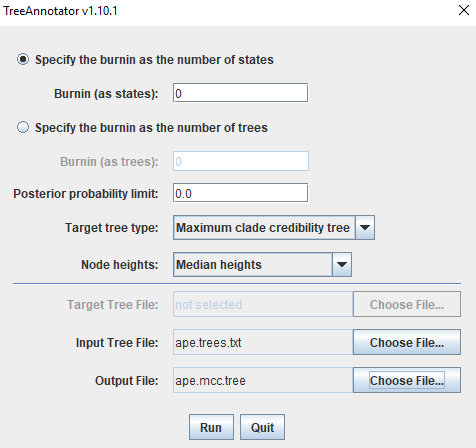 TreeAnnotator v1.10.1
Specify the burnin as the number of states
Burnin (as states): 0
Specify the burnin as the number of trees
Burnin (as trees): 0
Posterior probability limit: 0.0
Target tree type: Maximum clade credibility tree
Node heights: Median heights
Target Tree File: not selected Choose File...
Input Tree File: ape.trees.txt Choose File...
Output File: ape.mcc.tree Choose File...
Run Quit